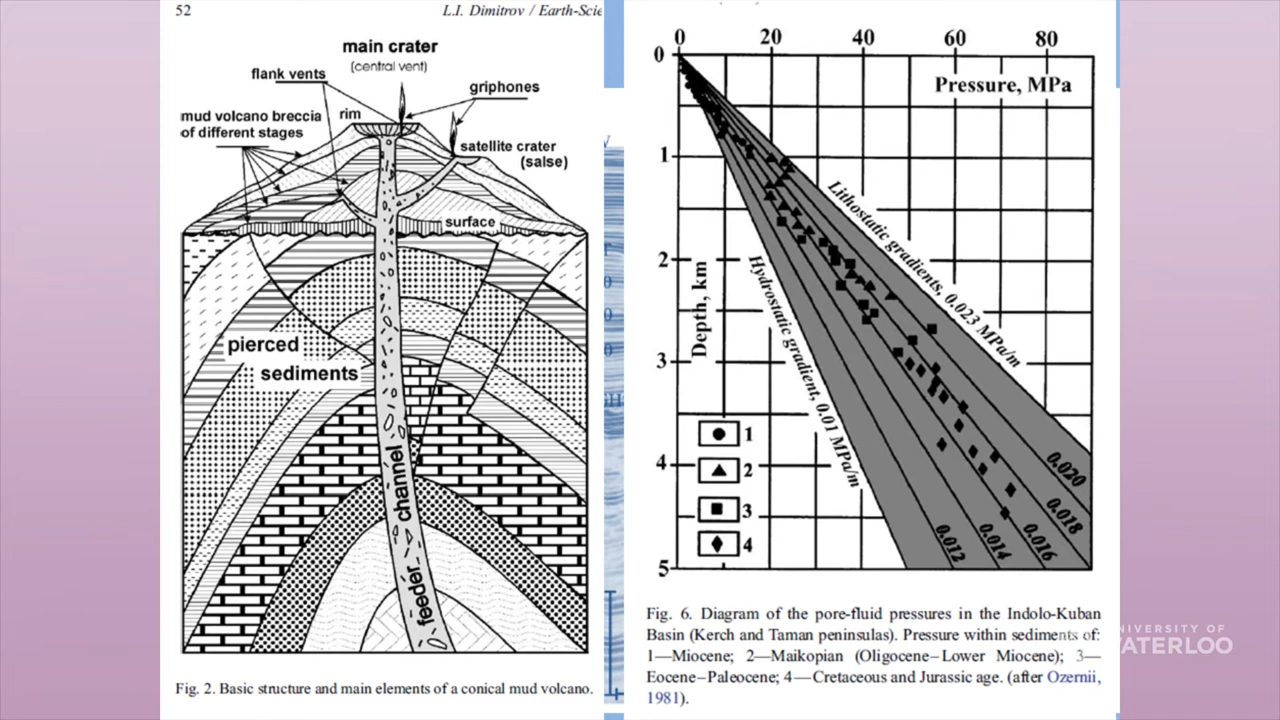 52
L.I. Dimitrov / Earth-Scie
main crater
(central vent)
flank vents
griphones
mud volcano breccia
of different stages
rim
satellite crater
(salse)
surface
pierced
sediments
feeder channel
Fig. 2. Basic structure and main elements of a conical mud volcano.
0 20 40 60 80
0
Pressure, MPa
1
2
3
4
5
Depth, km
Lithostatic gradients, 0.023 MPa/m
Hydrostatic gradient, 0.01 MPa/m
1
2
3
4
0.012
0.014
0.016
0.018
0.020
Fig. 6. Diagram of the pore-fluid pressures in the Indolo-Kuban
Basin (Kerch and Taman peninsulas). Pressure within sediments of:
1—Miocene; 2—Maikopian (Oligocene–Lower Miocene); 3—
Eocene–Paleocene; 4—Cretaceous and Jurassic age. (after Ozernii,
1981).
NIVERSITY OF
ATERLOO